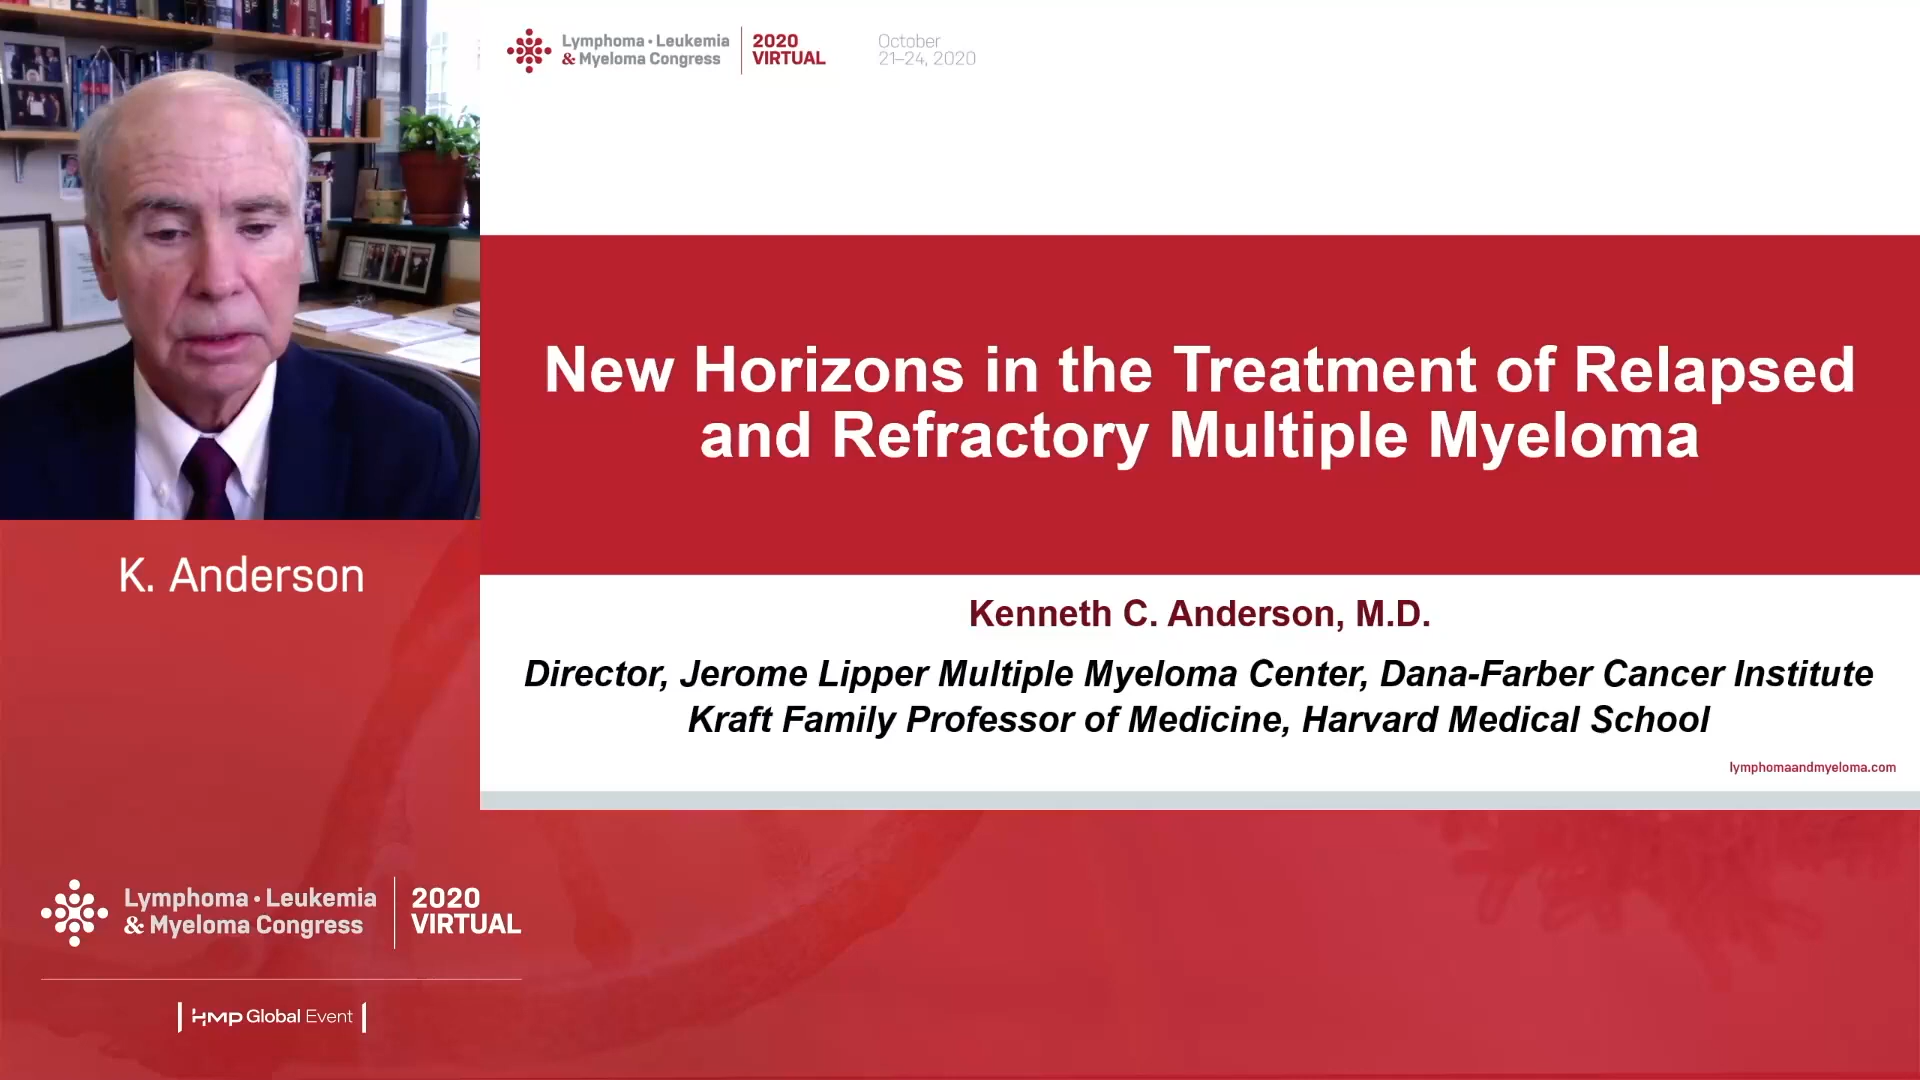 Lymphoma • Leukemia
& Myeloma Congress
2020
VIRTUAL
October
21–24, 2020
New Horizons in the Treatment of Relapsed
and Refractory Multiple Myeloma
K. Anderson
Kenneth C. Anderson, M.D.
Director, Jerome Lipper Multiple Myeloma Center, Dana-Farber Cancer Institute
Kraft Family Professor of Medicine, Harvard Medical School
lymphomaandmyeloma.com
Lymphoma • Leukemia
& Myeloma Congress
2020
VIRTUAL
HMP Global Event